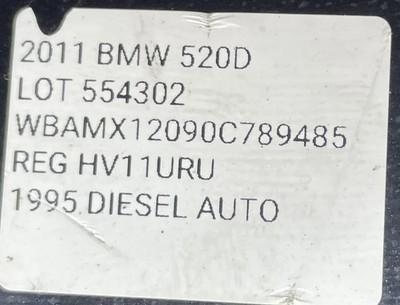 2011 BMW 520D
LOT 554302
WBAMX12090C789485
REG HV11URU
1995 DIESEL AUTO